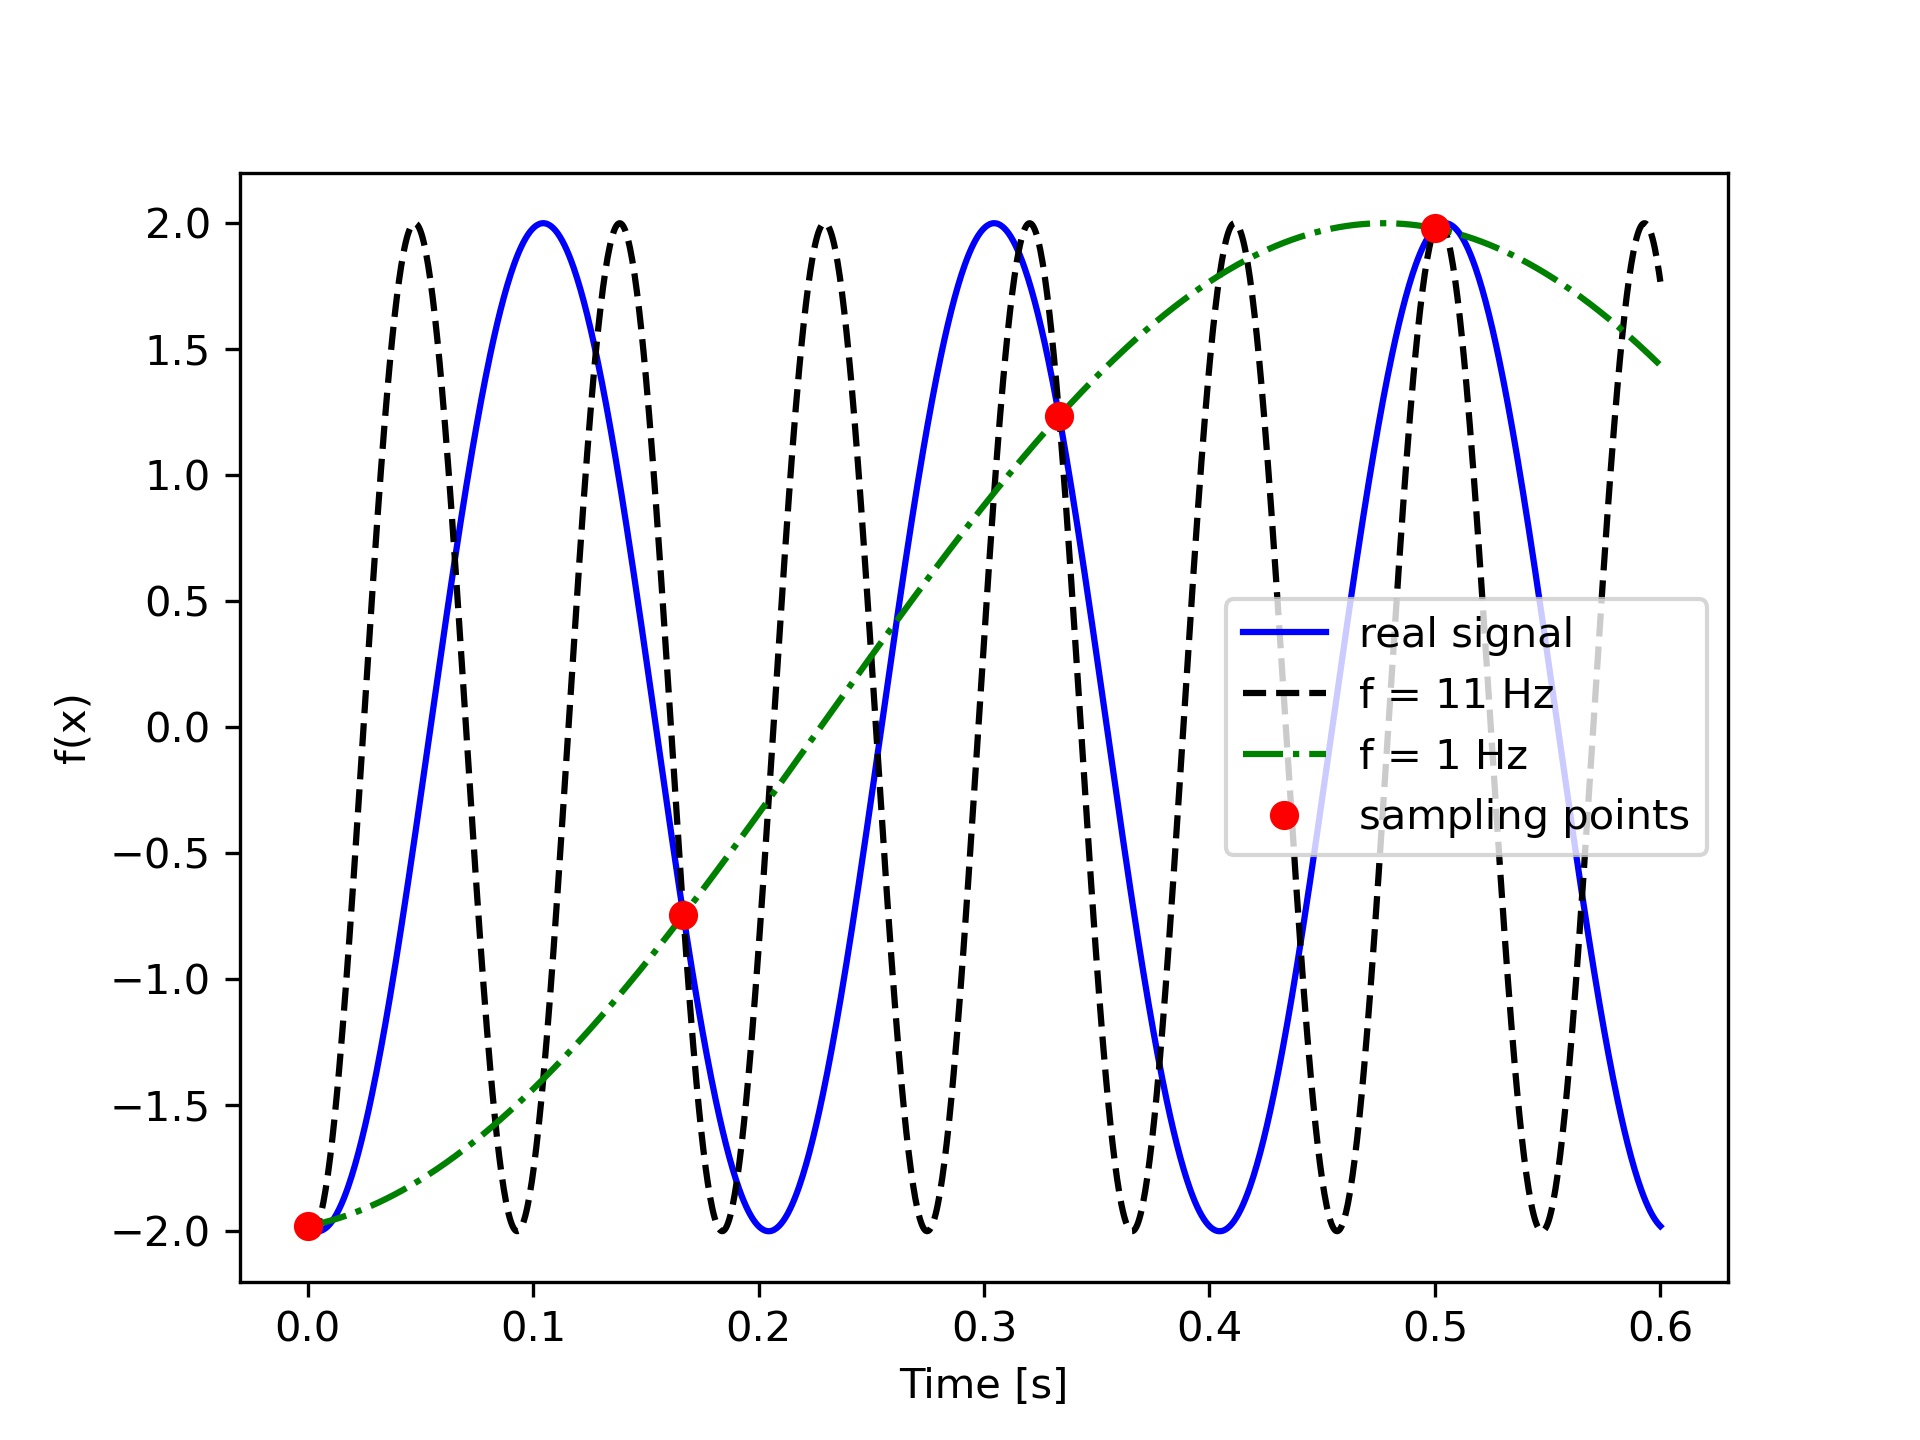 2.0
1.5
1.0
0.5
0.0
−0.5
−1.0
−1.5
−2.0
f(x)
real signal
f = 11 Hz
f = 1 Hz
sampling points
0.0 0.1 0.2 0.3 0.4 0.5 0.6
Time [s]